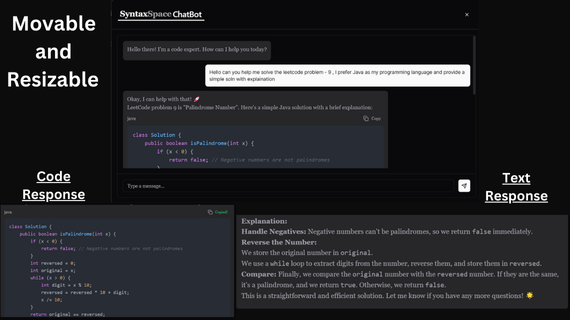 Movable
and
Resizable
SyntaxSpace ChatBot
×
Hello there! I'm a code expert. How can I help you today?
Hello can you help me solve the leetcode problem - 9 , I prefer Java as my programming language and provide a
simple soln with explaination
Okay, I can help with that! 🚀
LeetCode problem 9 is "Palindrome Number". Here's a simple Java solution with a brief explanation:
java
Copy
class Solution {
public boolean isPalindrome(int x) {
if (x < 0) {
return false; // Negative numbers are not palindromes
}
Type a message...
Code
Response
java
Copied!
class Solution {
public boolean isPalindrome(int x) {
if (x < 0) {
return false; // Negative numbers are not palindromes
}
int reversed = 0;
int original = x;
while (x > 0) {
int digit = x % 10;
reversed = reversed * 10 + digit;
x /= 10;
}
return original == reversed;
Text
Response
Explanation:
Handle Negatives: Negative numbers can't be palindromes, so we return false immediately.
Reverse the Number:
We store the original number in original.
We use a while loop to extract digits from the number, reverse them, and store them in reversed.
Compare: Finally, we compare the original number with the reversed number. If they are the same,
it's a palindrome, and we return true. Otherwise, we return false.
This is a straightforward and efficient solution. Let me know if you have any more questions! 🌟